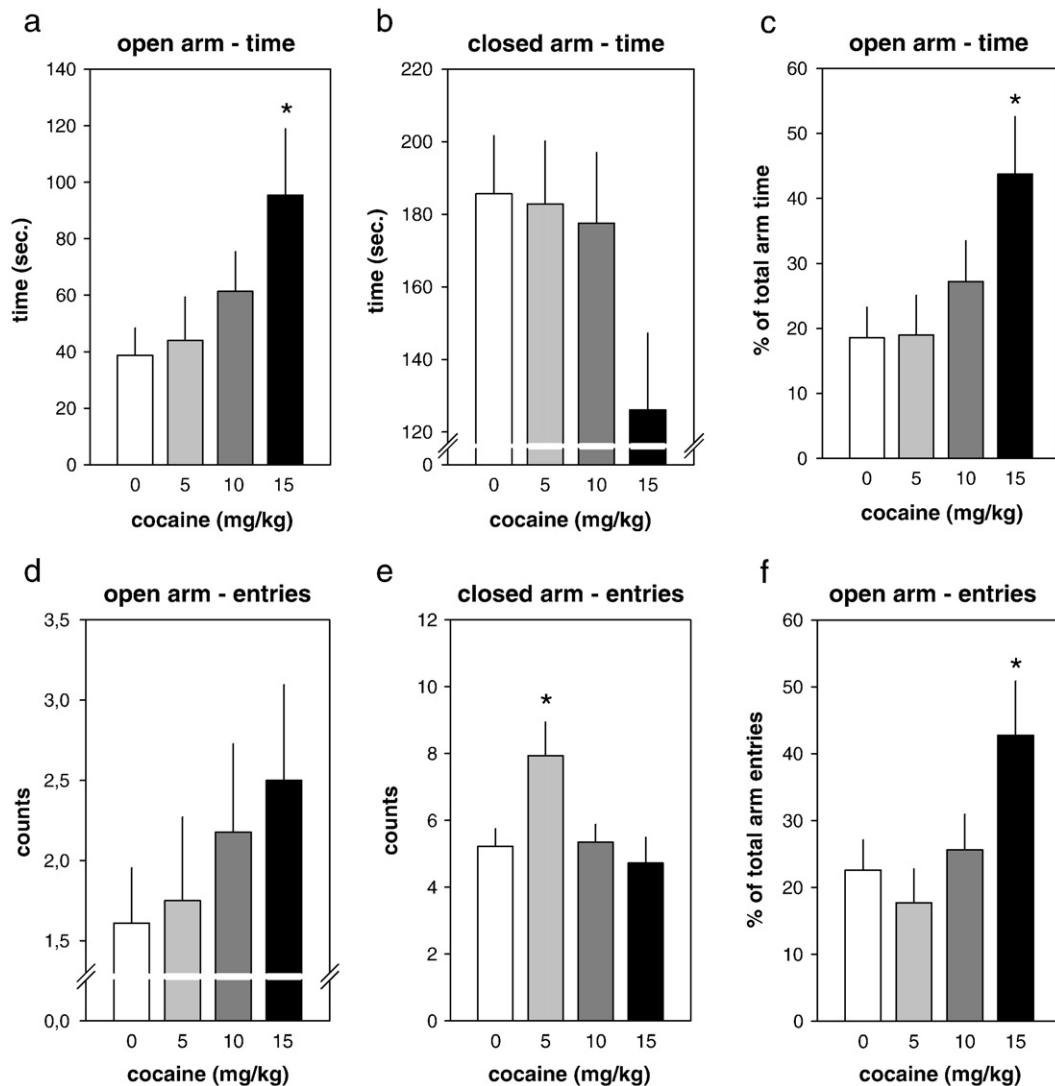 a
open arm - time
140
120
100
80
60
40
20
0
time (sec.)
*
0 5 10 15
cocaine (mg/kg)
b
closed arm - time
220
200
180
160
140
120
0
time (sec.)
0 5 10 15
cocaine (mg/kg)
c
open arm - time
60
50
40
30
20
10
0
% of total arm time
*
0 5 10 15
cocaine (mg/kg)
d
open arm - entries
3,5
3,0
2,5
2,0
1,5
0,0
counts
0 5 10 15
cocaine (mg/kg)
e
closed arm - entries
12
10
8
6
4
2
0
counts
*
0 5 10 15
cocaine (mg/kg)
f
open arm - entries
60
50
40
30
20
10
0
% of total arm entries
*
0 5 10 15
cocaine (mg/kg)